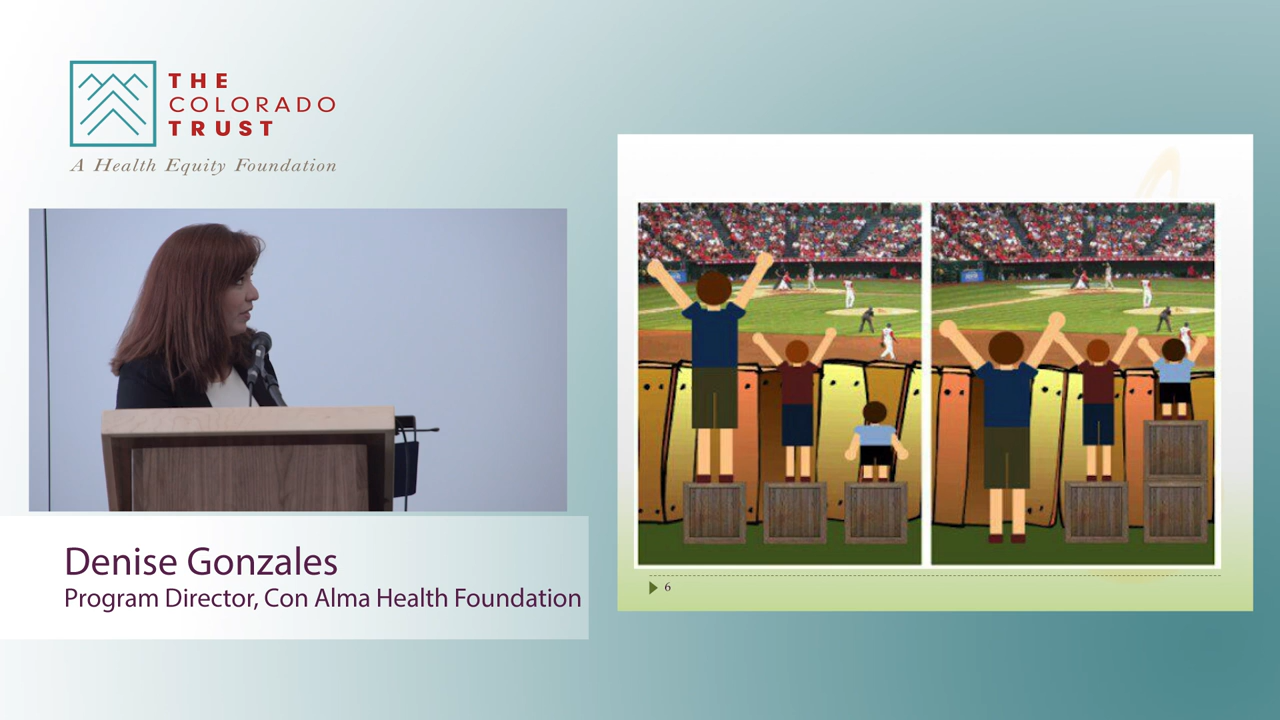 THE
COLORADO
TRUST
A Health Equity Foundation
Denise Gonzales
Program Director, Con Alma Health Foundation
6